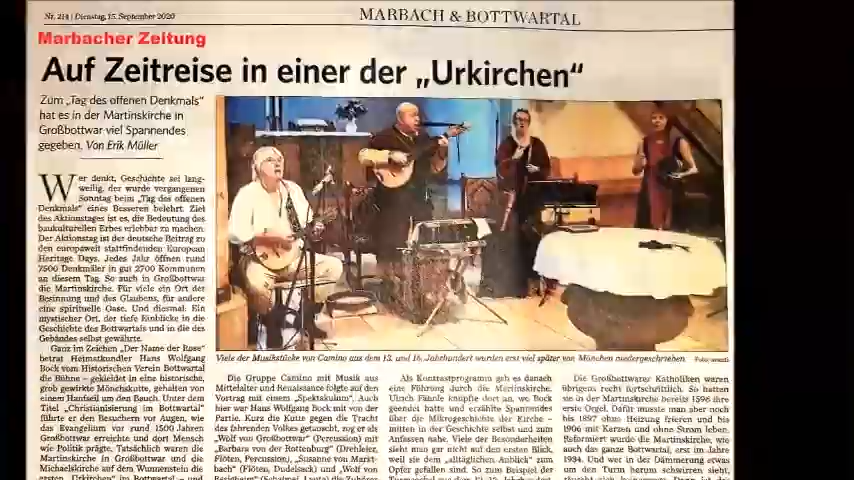 Nr. 214 | Dienstag, 15. September 2020
MARBACH & BOTTWARTAL
Marbacher Zeitung
Auf Zeitreise in einer der „Urkirchen“
Zum „Tag des offenen Denkmals“
hat es in der Martinskirche in
Großbottwar viel Spannendes
gegeben. Von Erik Müller
Wer denkt, Geschichte sei lang-
weilig, der wurde vergangenen
Sonntag beim „Tag des offenen
Denkmals“ eines Besseren belehrt. Ziel
des Aktionstages ist es, die Bedeutung des
baukulturellen Erbes erlebbar zu machen.
Der Aktionstag ist der deutsche Beitrag zu
den europaweit stattfindenden European
Heritage Days. Jedes Jahr öffnen rund
7500 Denkmäler in gut 2700 Kommunen
an diesem Tag. So auch in Großbottwar
die Martinskirche. Für viele ein Ort der
Besinnung und des Glaubens, für andere
eine spirituelle Oase. Und diesmal: Ein
mystischer Ort, der tiefe Einblicke in die
Geschichte des Bottwartals und in die des
Gebäudes selbst gewährte.
Ganz im Zeichen „Der Name der Rose“
betrat Heimatkundler Hans Wolfgang
Bock vom Historischen Verein Bottwartal
die Bühne – gekleidet in eine historische,
grob gewirkte Mönchskutte, gehalten von
einem Hanfseil um den Bauch. Unter dem
Titel „Christianisierung im Bottwartal“
führte er den Besuchern vor Augen, wie
das Evangelium vor rund 1500 Jahren
Großbottwar erreichte und dort Mensch
wie Politik prägte. Tatsächlich waren die
Martinskirche in Großbottwar und die
Michaelskirche auf dem Wunnenstein die
ersten „Urkirchen“ im Bottwartal – und
Viele der Musikstücke von Camino aus dem 13. und 16. Jahrhundert wurden erst viel später von Mönchen niedergeschrieben.
Die Gruppe Camino mit Musik aus
Mittelalter und Renaissance folgte auf den
Vortrag mit einem „Spektakulum“. Auch
hier war Hans Wolfgang Bock mit von der
Partie. Kurz die Kutte gegen die Tracht
des fahrenden Volkes getauscht, zog er als
„Wolf von Großbottwar“ (Percussion) mit
„Barbara von der Rottenburg“ (Drehleier,
Flöten, Percussion), „Susanne von Markt-
bach“ (Flöten, Dudelsack) und „Wolf von
Als Kontrastprogramm gab es danach
eine Führung durch die Martinskirche.
Ulrich Fähnle knüpfte dort an, wo Bock
geendet hatte und erzählte Spannendes
über die Mikrogeschichte der Kirche –
mitten in der Geschichte selbst und zum
Anfassen nahe. Viele der Besonderheiten
sieht man gar nicht auf den ersten Blick,
weil sie dem „alltäglichen Anblick“ zum
Opfer gefallen sind. So zum Beispiel der
Die Großbottwarer Katholiken waren
übrigens recht fortschrittlich. So hatten
sie in der Martinskirche bereits 1596 ihre
erste Orgel. Dafür musste man aber noch
bis 1897 ohne Heizung frieren und bis
1906 mit Kerzen und ohne Strom leben.
Reformiert wurde die Martinskirche, wie
auch das ganze Bottwartal, erst im Jahre
1534. Und wer in der Dämmerung etwas
um den Turm herum schwirren sieht,